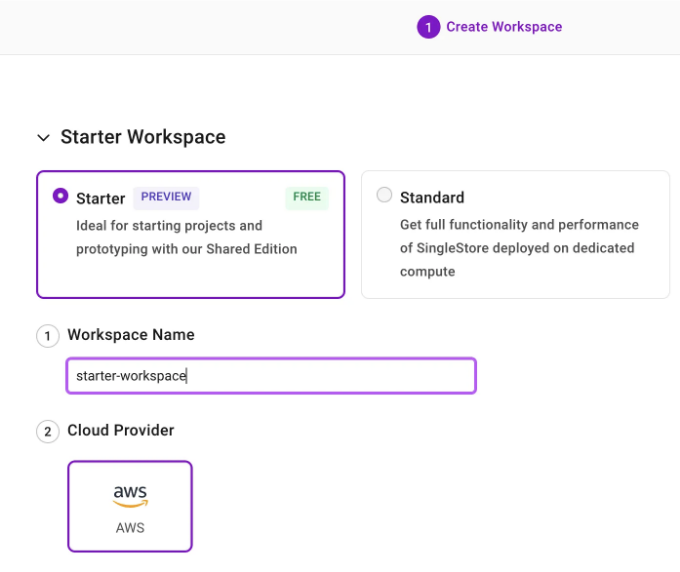 1 Create Workspace
Starter Workspace
Starter PREVIEW FREE
Ideal for starting projects and
prototyping with our Shared Edition
Standard
Get full functionality and performance
of SingleStore deployed on dedicated
compute
1 Workspace Name
starter-workspace
2 Cloud Provider
aws
AWS